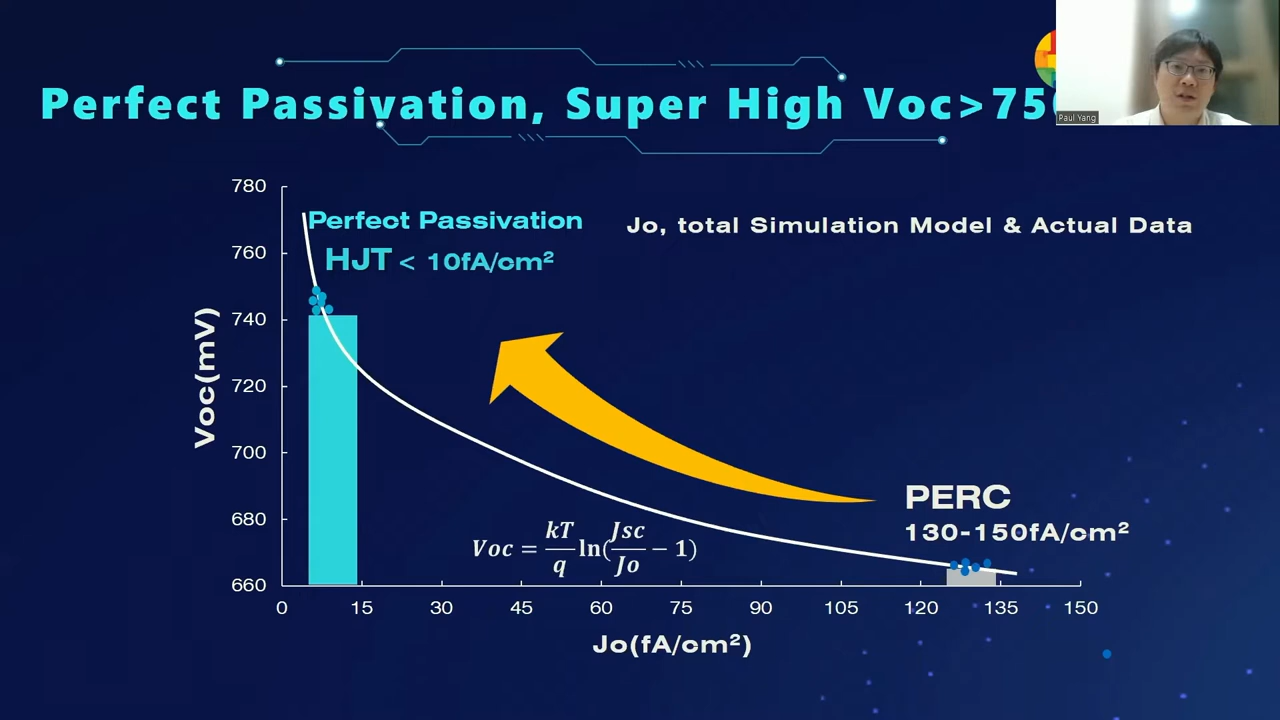 Perfect Passivation, Super High Voc>75
Paul Yang
780
760
740
720
700
680
660
Voc(mV)
Perfect Passivation
HJT < 10fA/cm²
Jo, total Simulation Model & Actual Data
PERC
130-150fA/cm²
Voc = kT/q ln(Jsc/Jo − 1)
0 15 30 45 60 75 90 105 120 135 150
Jo(fA/cm²)